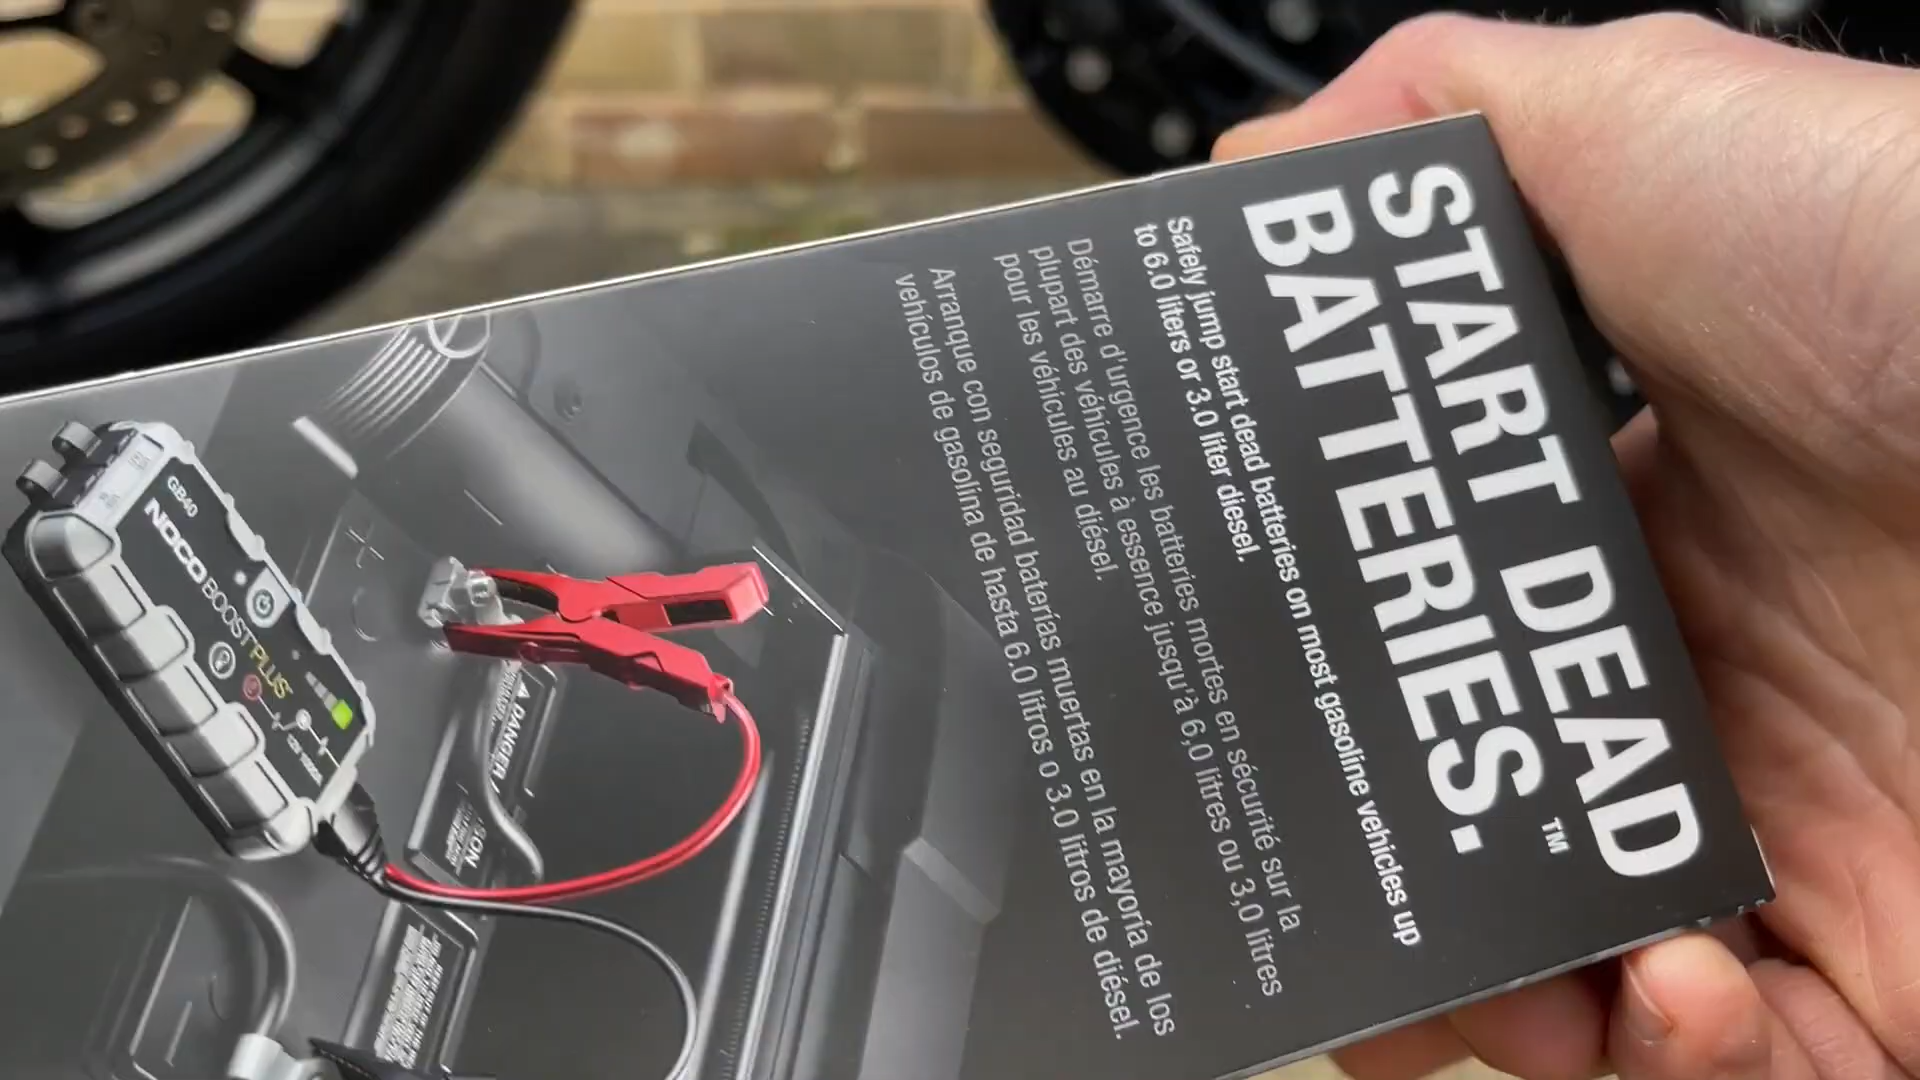 START DEAD
BATTERIES.™
Safely jump start dead batteries on most gasoline vehicles up
to 6.0 liters or 3.0 liter diesel.
Démarre d'urgence les batteries mortes en sécurité sur la
plupart des véhicules à essence jusqu'à 6,0 litres ou 3,0 litres
pour les véhicules au diésel.
Arranque con seguridad baterías muertas en la mayoría de los
vehículos de gasolina de hasta 6.0 litros o 3.0 litros de diésel.
GB40
NOCO BOOST PLUS™
DANGER